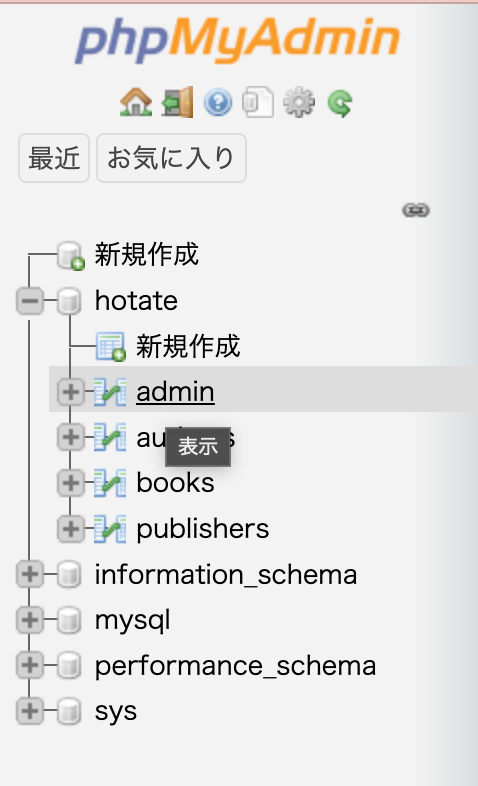 phpMyAdmin
最近 お気に入り
新規作成
hotate
新規作成
admin
表示
books
publishers
information_schema
mysql
performance_schema
sys